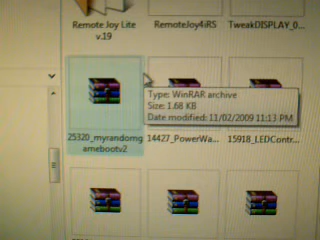 Remote Joy Lite
v.19
RemoteJoy4iRS
TweakDISPLAY_0...
Type: WinRAR archive
Size: 1.68 KB
Date modified: 11/02/2009 11:13 PM
25320_myrandomg
amebootv2
14427_PowerWa...
15918_LEDContr...